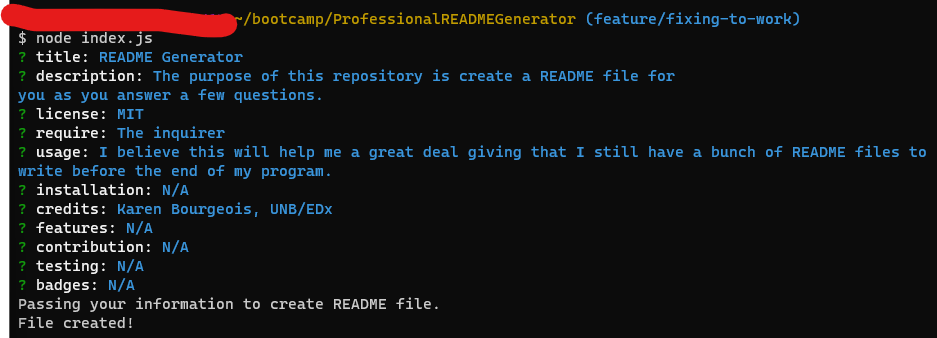 ~/bootcamp/ProfessionalREADMEGenerator (feature/fixing-to-work)
$ node index.js
? title: README Generator
? description: The purpose of this repository is create a README file for
you as you answer a few questions.
? license: MIT
? require: The inquirer
? usage: I believe this will help me a great deal giving that I still have a bunch of README files to
write before the end of my program.
? installation: N/A
? credits: Karen Bourgeois, UNB/EDx
? features: N/A
? contribution: N/A
? testing: N/A
? badges: N/A
Passing your information to create README file.
File created!